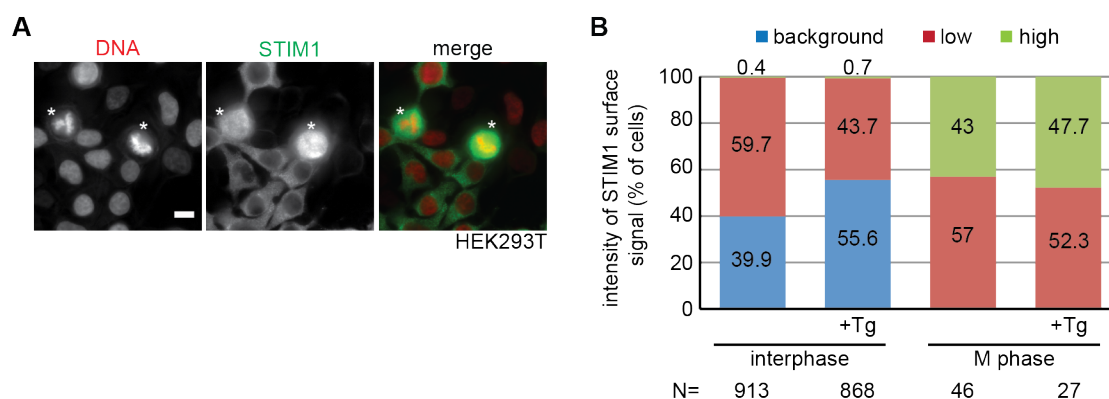 A
DNA
STIM1
merge
*
*
*
*
*
*
HEK293T
B
background
low
high
intensity of STIM1 surface
signal (% of cells)
100
80
60
40
20
0
0.4
0.7
59.7
43.7
43
47.7
39.9
55.6
57
52.3
+Tg
+Tg
interphase
M phase
N= 913 868 46 27